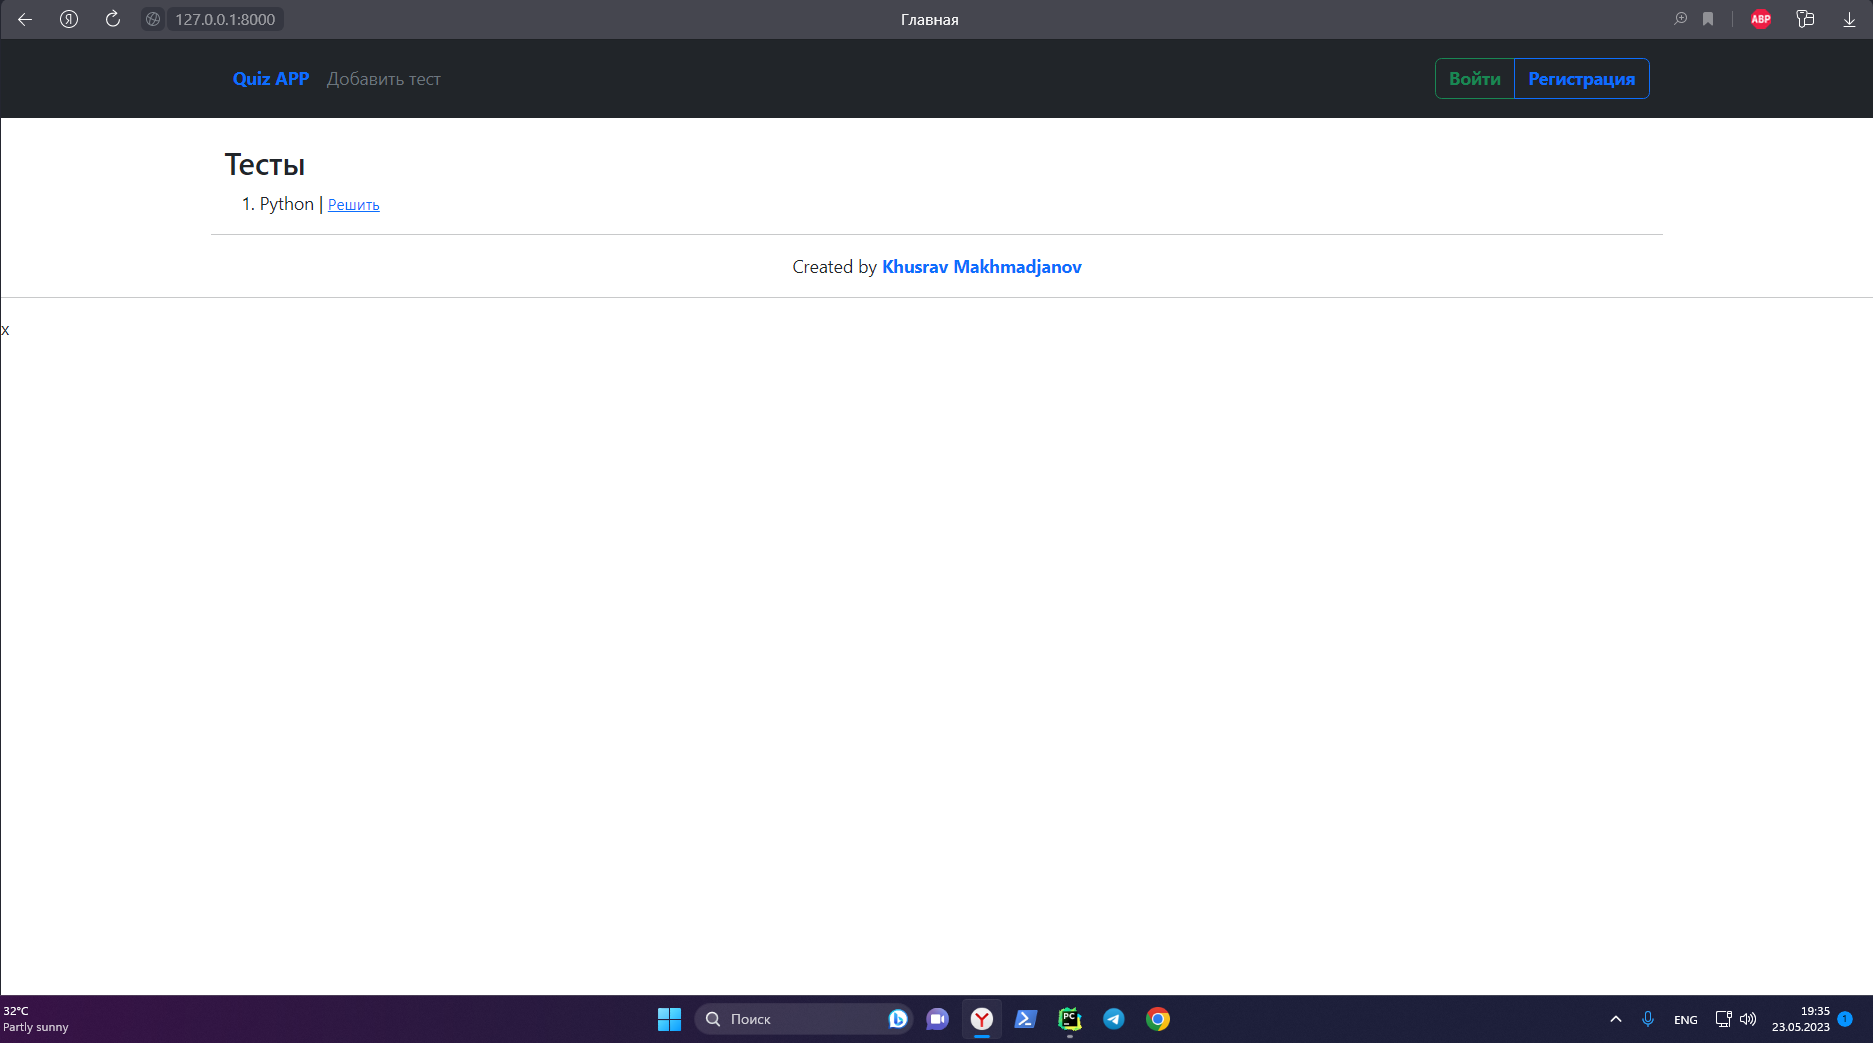 127.0.0.1:8000
Главная
ABP
Quiz APP
Добавить тест
Войти
Регистрация
Тесты
1. Python | Решить
Created by Khusrav Makhmadjanov
x
32°C
Partly sunny
Поиск
PC
ENG
19:35
23.05.2023
1